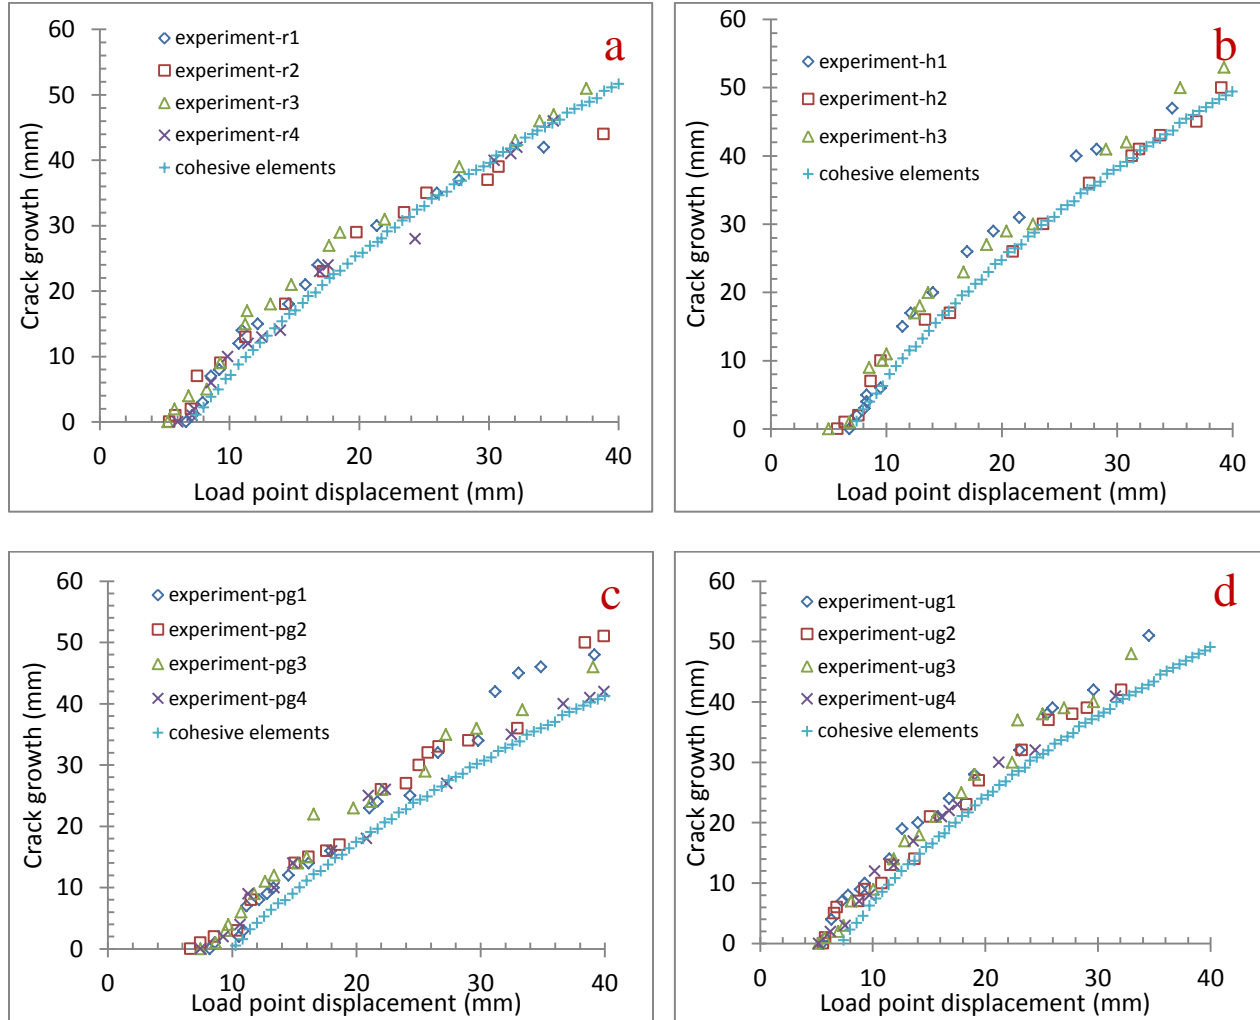 a
experiment-r1
experiment-r2
experiment-r3
experiment-r4
cohesive elements
60
50
40
30
20
10
0
Crack growth (mm)
0 10 20 30 40
Load point displacement (mm)
b
experiment-h1
experiment-h2
experiment-h3
cohesive elements
60
50
40
30
20
10
0
Crack growth (mm)
0 10 20 30 40
Load point displacement (mm)
c
experiment-pg1
experiment-pg2
experiment-pg3
experiment-pg4
cohesive elements
60
50
40
30
20
10
0
Crack growth (mm)
0 10 20 30 40
Load point displacement (mm)
d
experiment-ug1
experiment-ug2
experiment-ug3
experiment-ug4
cohesive elements
60
50
40
30
20
10
0
Crack growth (mm)
0 10 20 30 40
Load point displacement (mm)